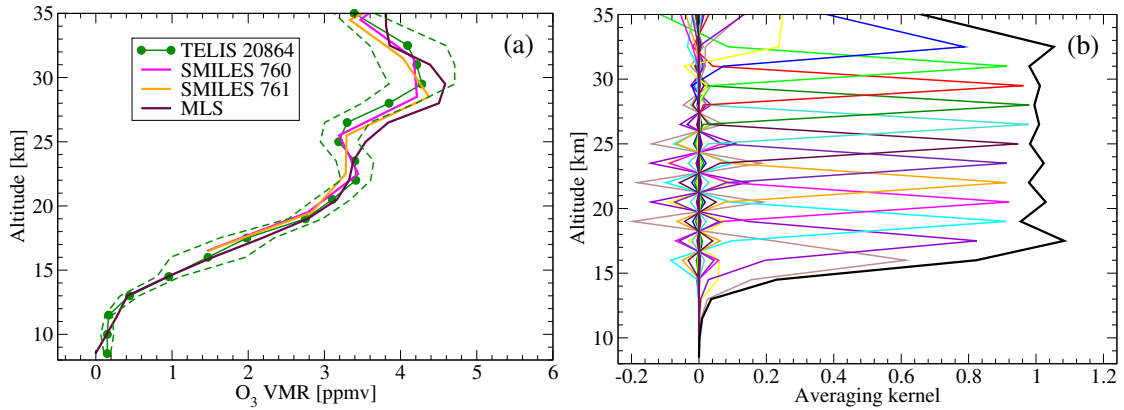 35
30
25
20
15
10
Altitude [km]
0
1
2
3
4
5
6
O3 VMR [ppmv]
(a)
TELIS 20864
SMILES 760
SMILES 761
MLS
35
30
25
20
15
10
Altitude [km]
-0.2
0
0.2
0.4
0.6
0.8
1
1.2
Averaging kernel
(b)